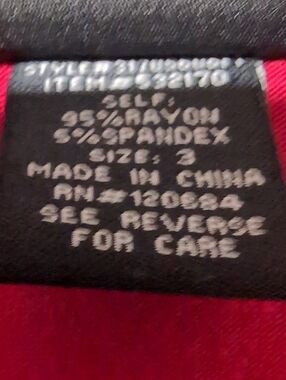 ITEM# 532170
SELF:
95% RAYON
5% SPANDEX
SIZE: 3
MADE IN CHINA
RN# 120684
SEE REVERSE
FOR CARE